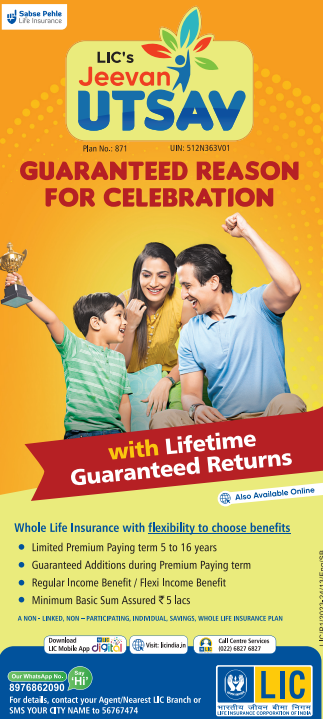 Sabse Pehle
Life Insurance
LIC's
Jeevan
UTSAV
Plan No.: 871 UIN: 512N363V01
GUARANTEED REASON
FOR CELEBRATION
with Lifetime
Guaranteed Returns
Also Available Online
Whole Life Insurance with flexibility to choose benefits
• Limited Premium Paying term 5 to 16 years
• Guaranteed Additions during Premium Paying term
• Regular Income Benefit / Flexi Income Benefit
• Minimum Basic Sum Assured ₹ 5 lacs
A NON - LINKED, NON – PARTICIPATING, INDIVIDUAL, SAVINGS, WHOLE LIFE INSURANCE PLAN
Download
LIC Mobile App
digital
Visit: licindia.in
Call Centre Services
(022) 6827 6827
Our WhatsApp No.
8976862090
Say
'Hi'
For details, contact your Agent/Nearest LIC Branch or
SMS YOUR CITY NAME to 56767474
LIC
भारतीय जीवन बीमा निगम
LIFE INSURANCE CORPORATION OF INDIA